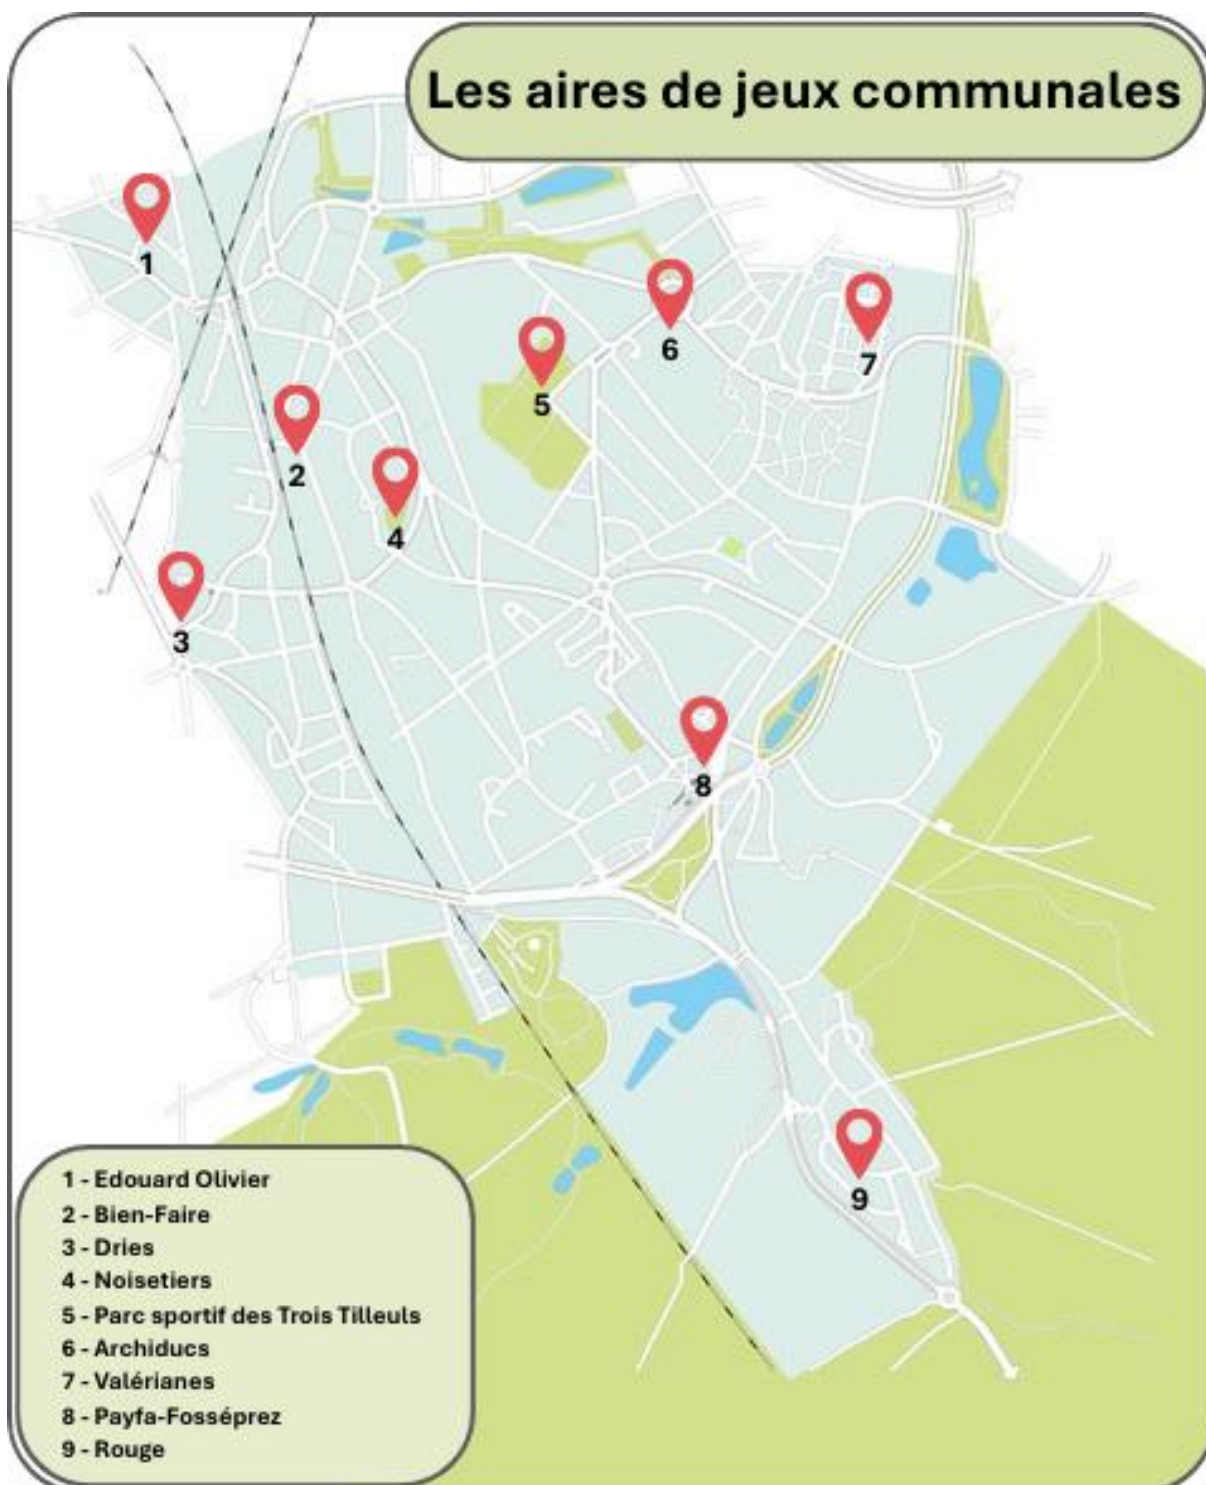 Les aires de jeux communales
1
6
7
5
2
4
3
8
9
1 - Edouard Olivier
2 - Bien-Faire
3 - Dries
4 - Noisetiers
5 - Parc sportif des Trois Tilleuls
6 - Archiducs
7 - Valérianes
8 - Payfa-Fosséprez
9 - Rouge